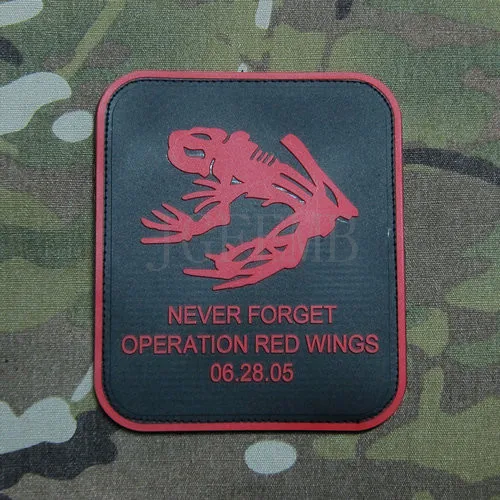 NEVER FORGET
OPERATION RED WINGS
06.28.05